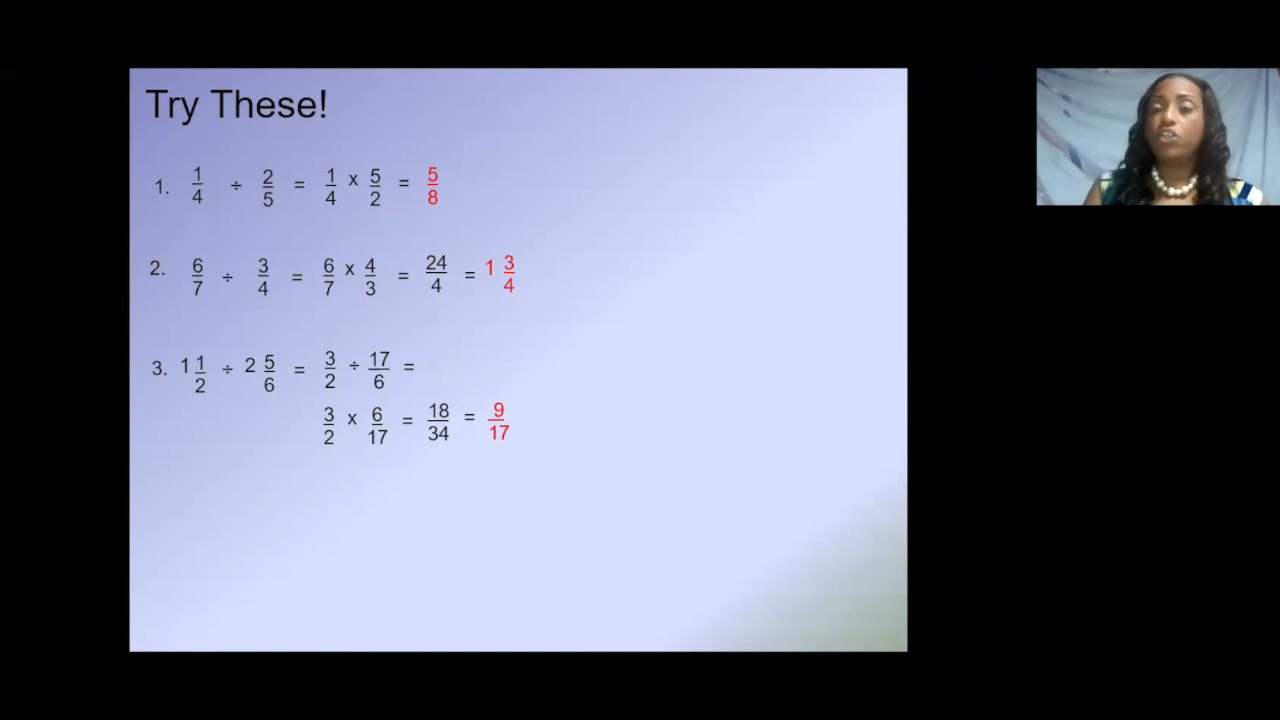 Try These!
1. 1/4 ÷ 2/5 = 1/4 x 5/2 = 5/8
2. 6/7 ÷ 3/4 = 6/7 x 4/3 = 24/4 = 1 3/4
3. 1 1/2 ÷ 2 5/6 = 3/2 ÷ 17/6 =
3/2 x 6/17 = 18/34 = 9/17